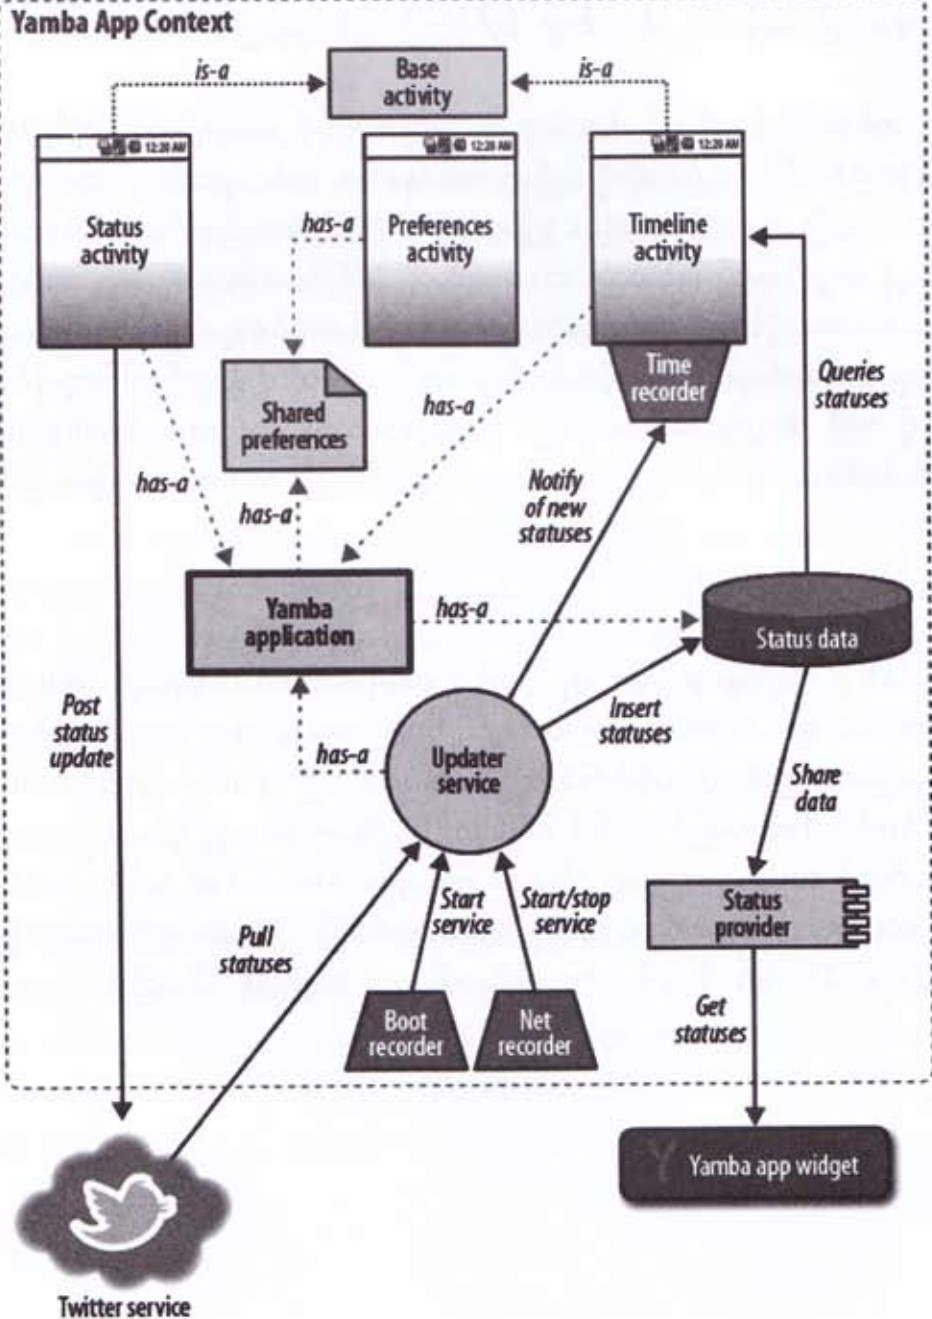 Yamba App Context
is-a
Base
activity
is-a
12:20 AM
12:20 AM
12:20 AM
Status
activity
has-a
Preferences
activity
Timeline
activity
Time
recorder
Queries
statuses
Shared
preferences
has-a
has-a
has-a
Notify
of new
statuses
Yamba
application
has-a
Status data
Post
status
update
has-a
Updater
service
Insert
statuses
Share
data
Pull
statuses
Start
service
Start/stop
service
Status
provider
Boot
recorder
Net
recorder
Get
statuses
Y Yamba app widget
Twitter service